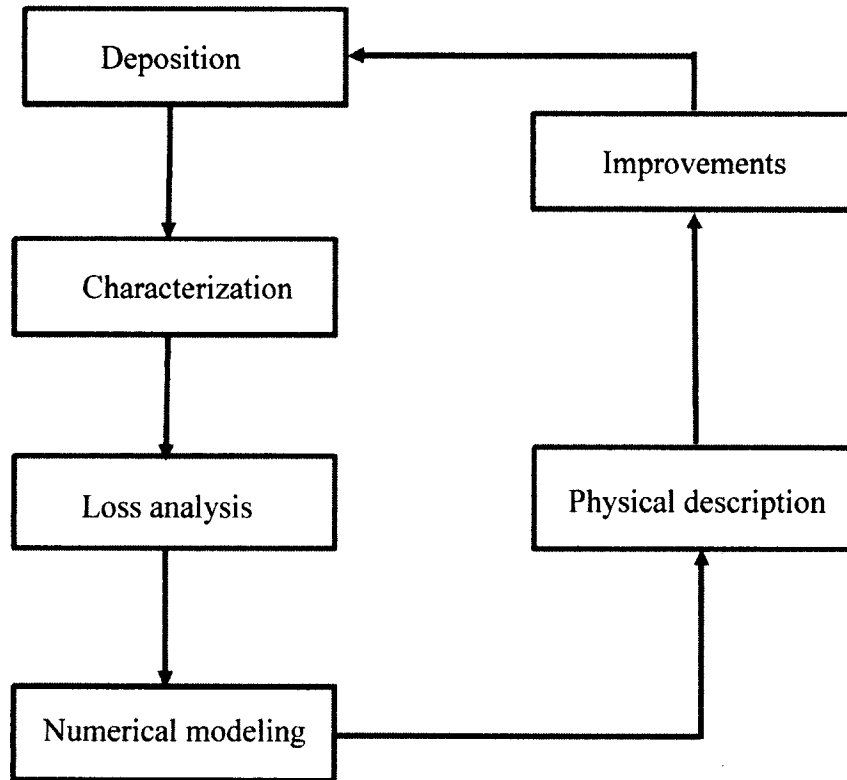 Deposition
Improvements
Characterization
Loss analysis
Physical description
Numerical modeling